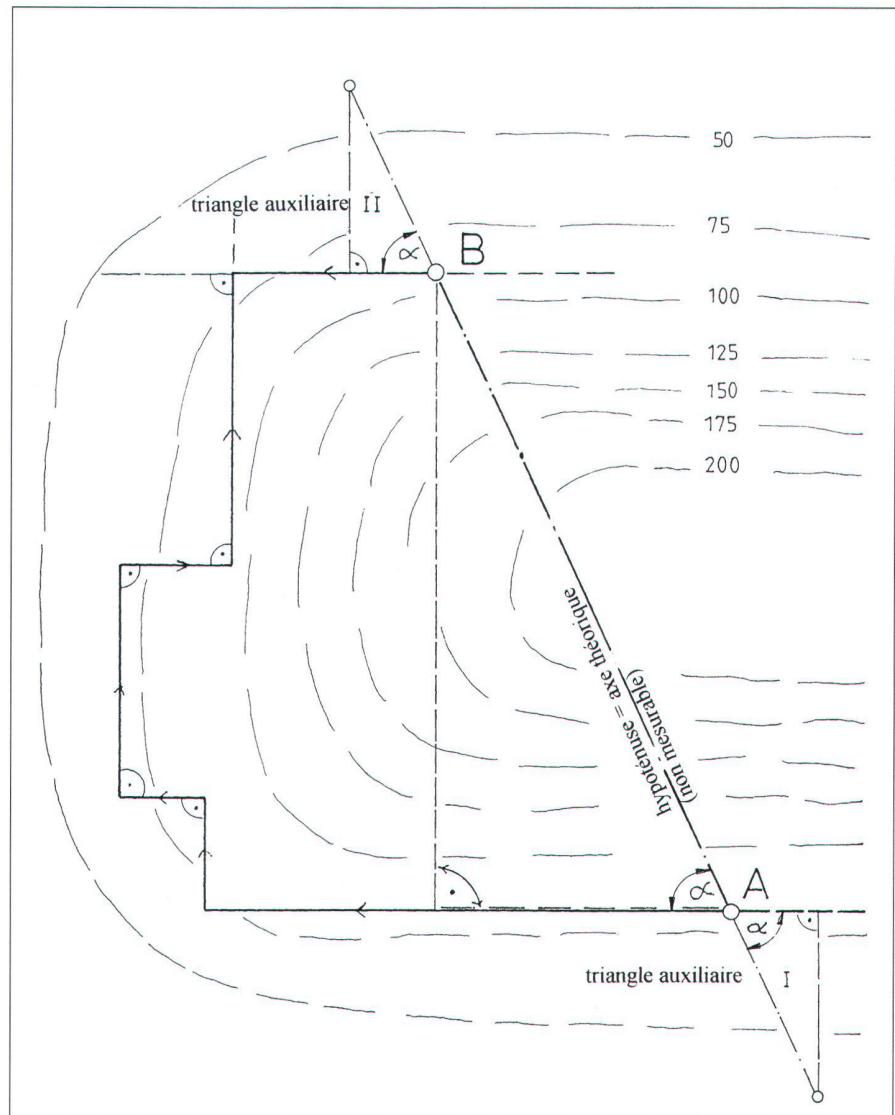 50
triangle auxiliaire II
75
α
B
100
125
150
175
200
hypoténuse = axe théorique
(non mesurable)
α
A
α
triangle auxiliaire I